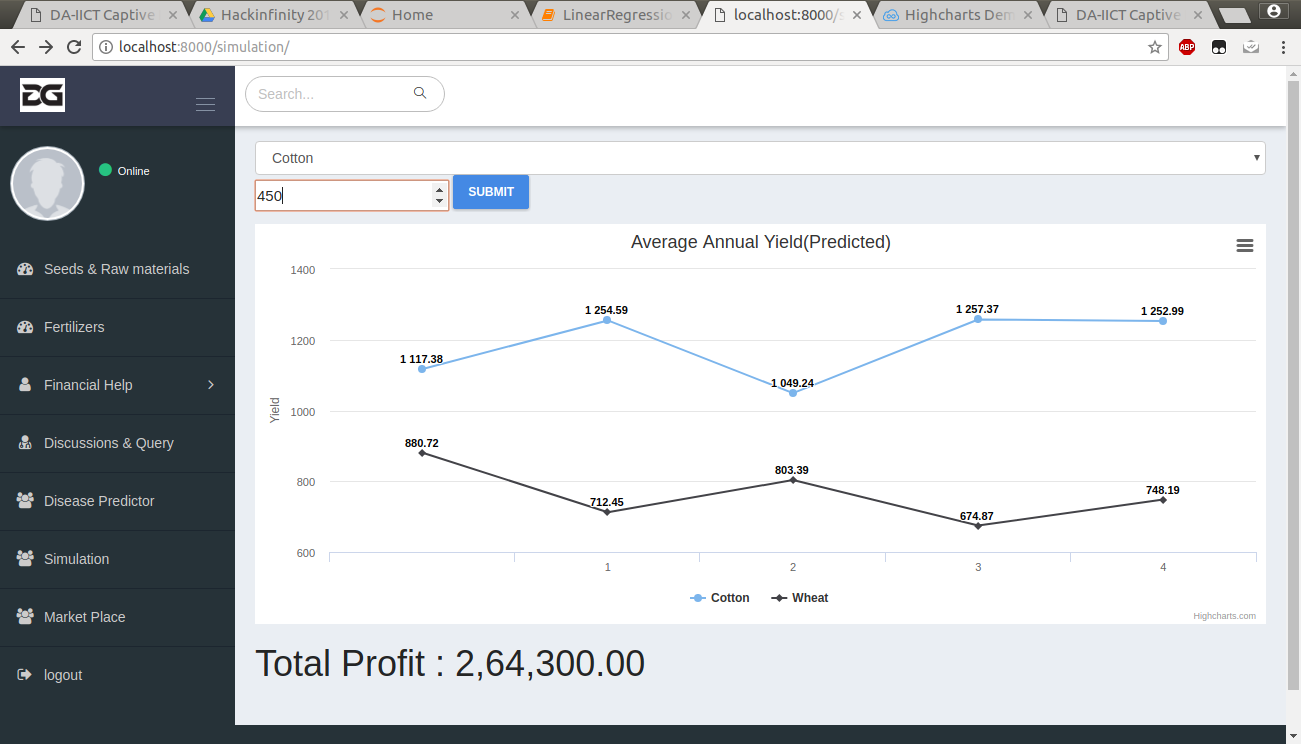 DA-IICT Captive
Hackinfinity 201
Home
LinearRegressio
localhost:8000/s
Highcharts Dem
DA-IICT Captive
localhost:8000/simulation/
ABP
Search...
Online
Seeds & Raw materials
Fertilizers
Financial Help
Discussions & Query
Disease Predictor
Simulation
Market Place
logout
Cotton
450
SUBMIT
Average Annual Yield(Predicted)
Yield
1400
1200
1000
800
600
1 117.38
1 254.59
1 049.24
1 257.37
1 252.99
880.72
712.45
803.39
674.87
748.19
1 2 3 4
Cotton Wheat
Highcharts.com
Total Profit : 2,64,300.00